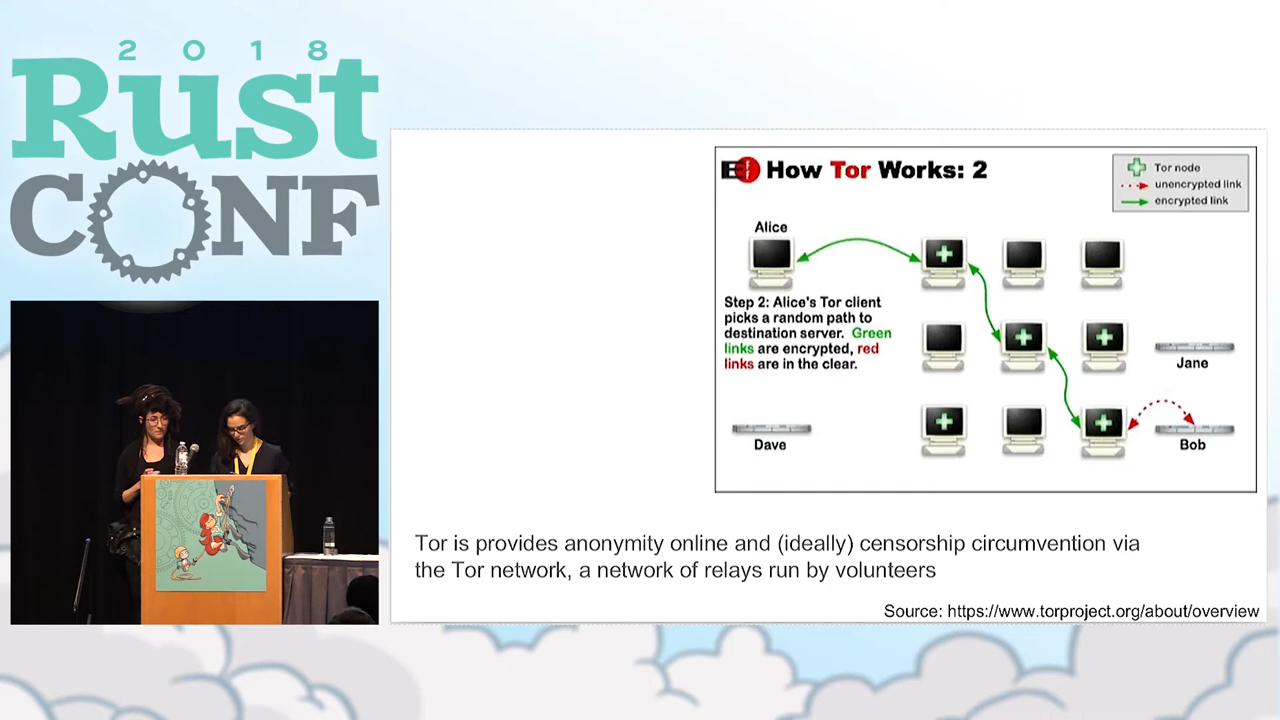 2018
Rust
CONF
EFF
How Tor Works: 2
Tor node
unencrypted link
encrypted link
Alice
Step 2: Alice's Tor client
picks a random path to
destination server. Green
links are encrypted, red
links are in the clear.
Jane
Dave
Bob
Tor is provides anonymity online and (ideally) censorship circumvention via
the Tor network, a network of relays run by volunteers
Source: https://www.torproject.org/about/overview